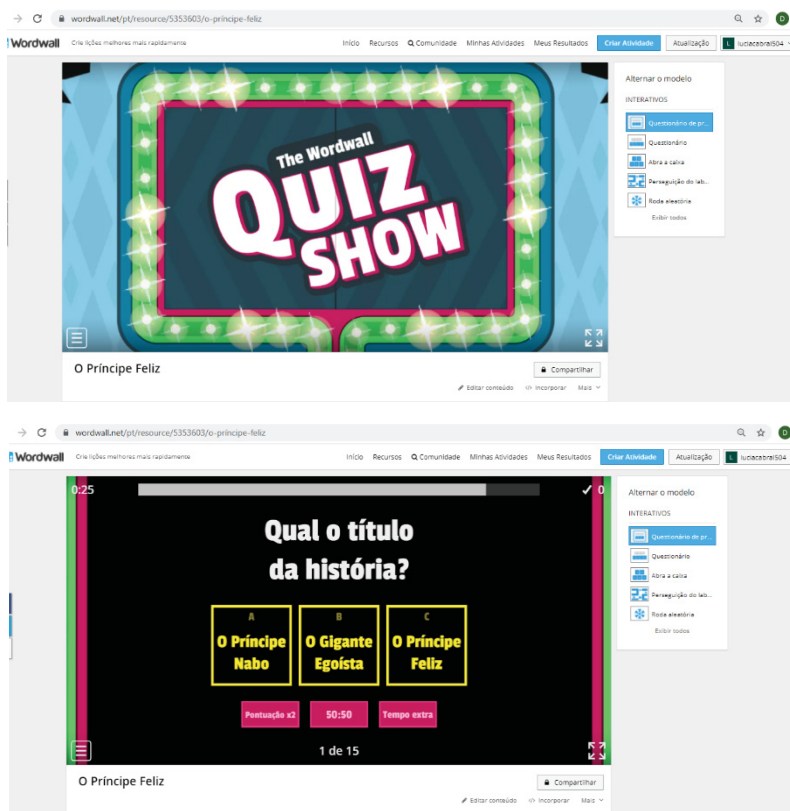 wordwall.net/pt/resource/5353603/o-príncipe-feliz
Wordwall Crie lições melhores mais rapidamente Início Recursos Comunidade Minhas Atividades Meus Resultados Criar Atividade Atualização L luciacabral504
The Wordwall
QUIZ
SHOW
Alternar o modelo
INTERATIVOS
Questionário de pr...
Questionário
Abra a caixa
Perseguição do lab...
Roda aleatória
Exibir todos
O Príncipe Feliz
Compartilhar
Editar conteúdo Incorporar Mais
D
wordwall.net/pt/resource/5353603/o-príncipe-feliz
D
Wordwall Crie lições melhores mais rapidamente Início Recursos Comunidade Minhas Atividades Meus Resultados Criar Atividade Atualização L luciacabral504
0:25 0
Qual o título
da história?
A B C
O Príncipe O Gigante O Príncipe
Nabo Egoísta Feliz
Pontuação x2 50:50 Tempo extra
1 de 15
Alternar o modelo
INTERATIVOS
Questionário de pr...
Questionário
Abra a caixa
Perseguição do lab...
Roda aleatória
Exibir todos
O Príncipe Feliz
Compartilhar
Editar conteúdo Incorporar Mais